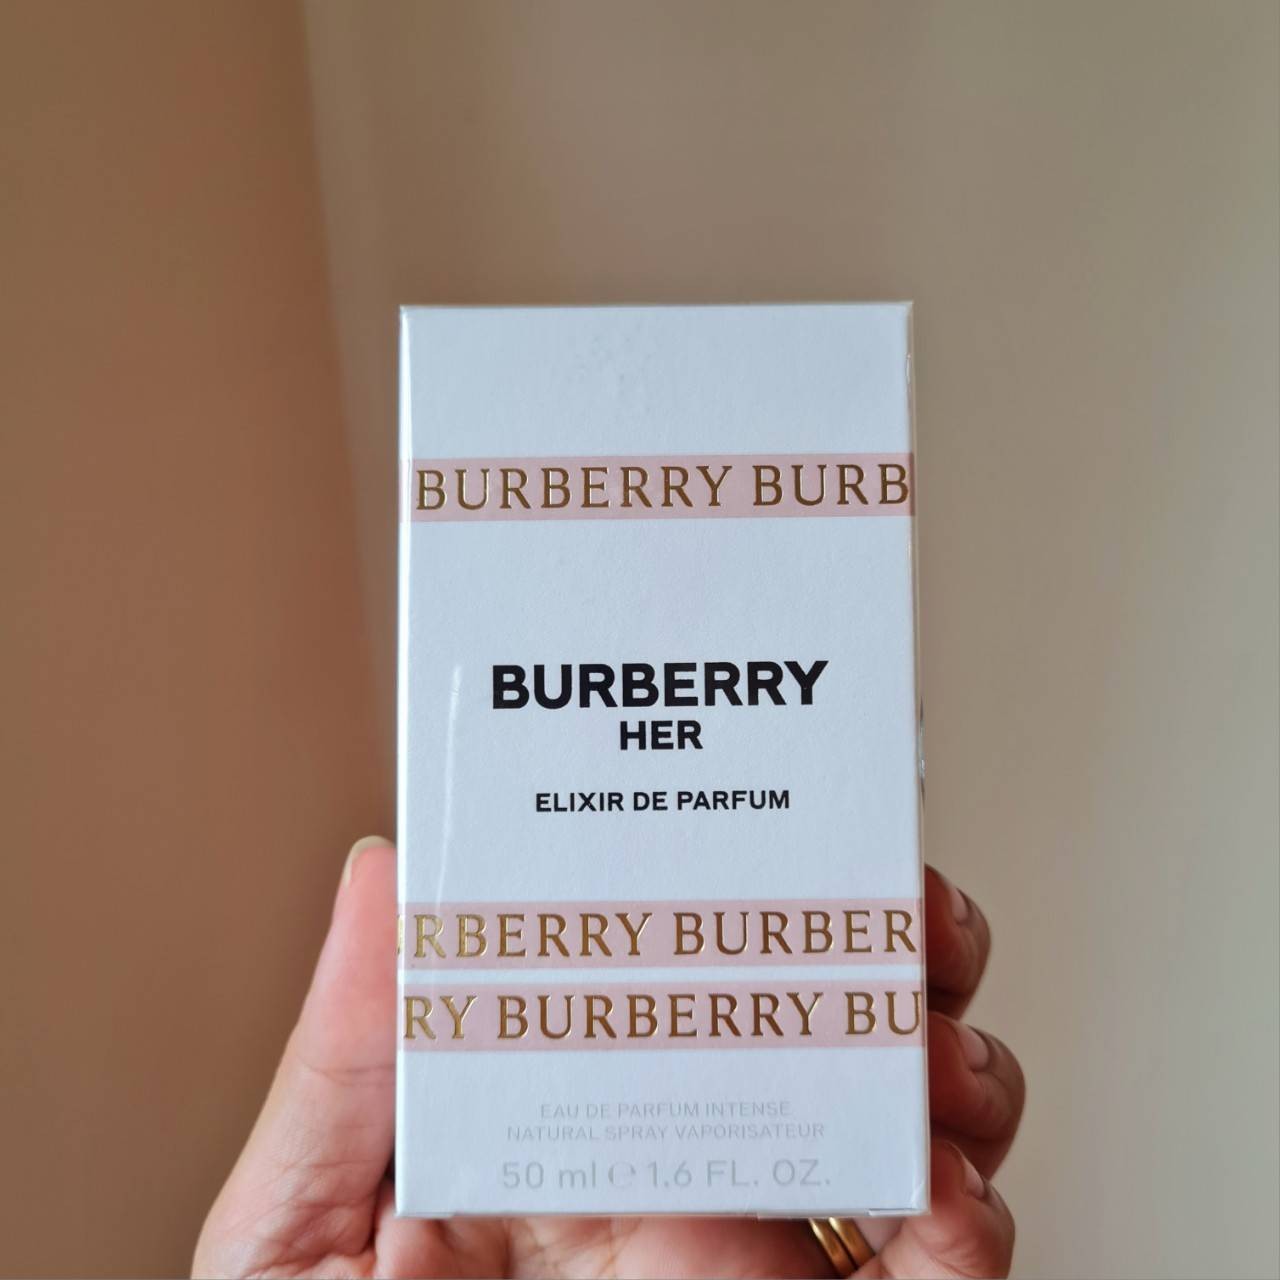 BURBERRY BURB
BURBERRY
HER
ELIXIR DE PARFUM
URBERRY BURBER
RY BURBERRY BU
EAU DE PARFUM INTENSE
NATURAL SPRAY VAPORISATEUR
50 ml ℮ 1.6 FL. OZ.